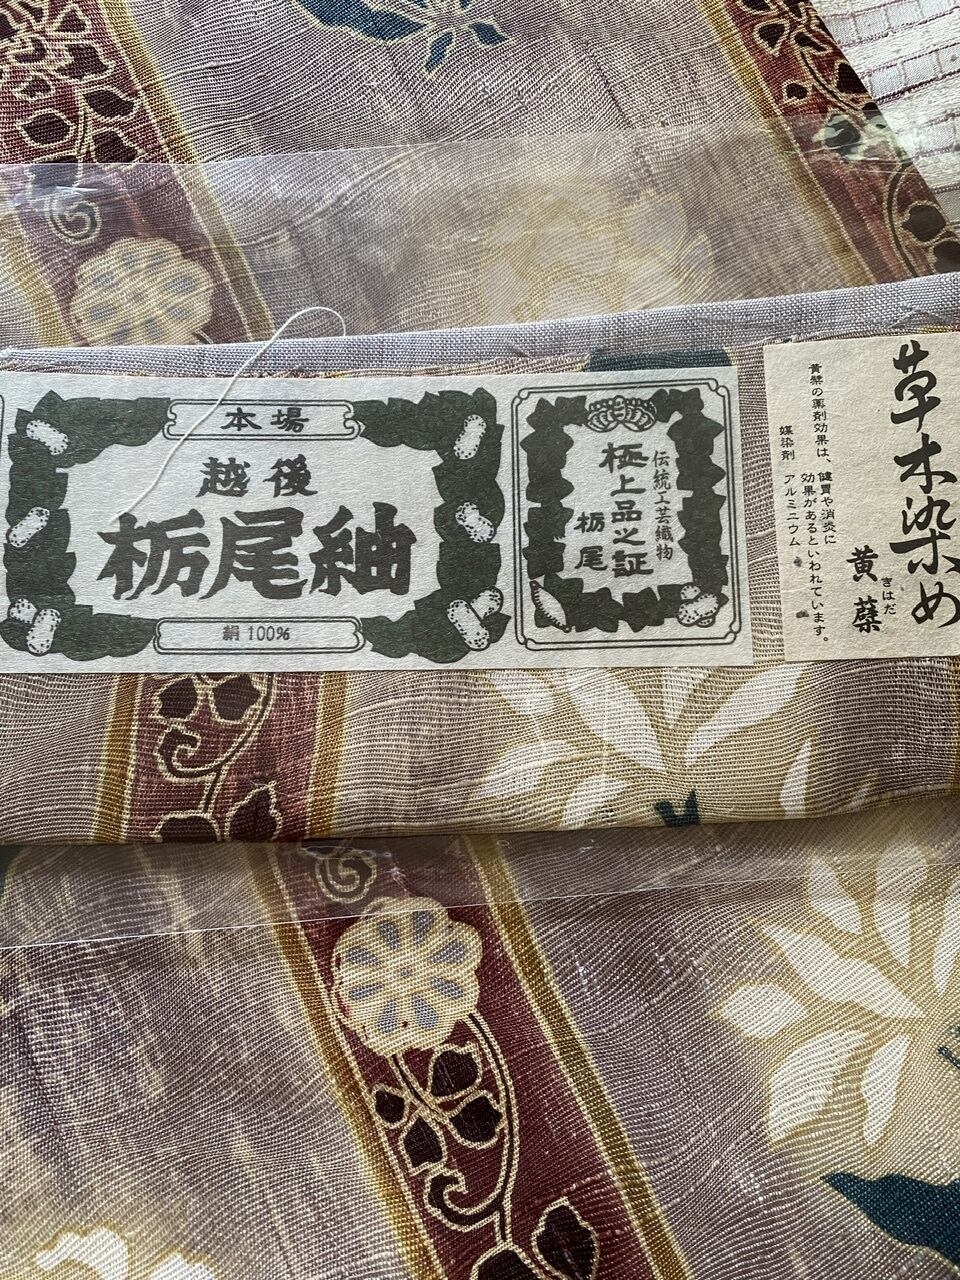 本場
越後
栃尾紬
絹100%
伝統工芸織物
極上品之証
栃尾
草木染め
黄蘗
きはだ
黄蘗の薬剤効果は、健胃や消炎に
効果があるといわれています。
媒染剤 アルミニウム